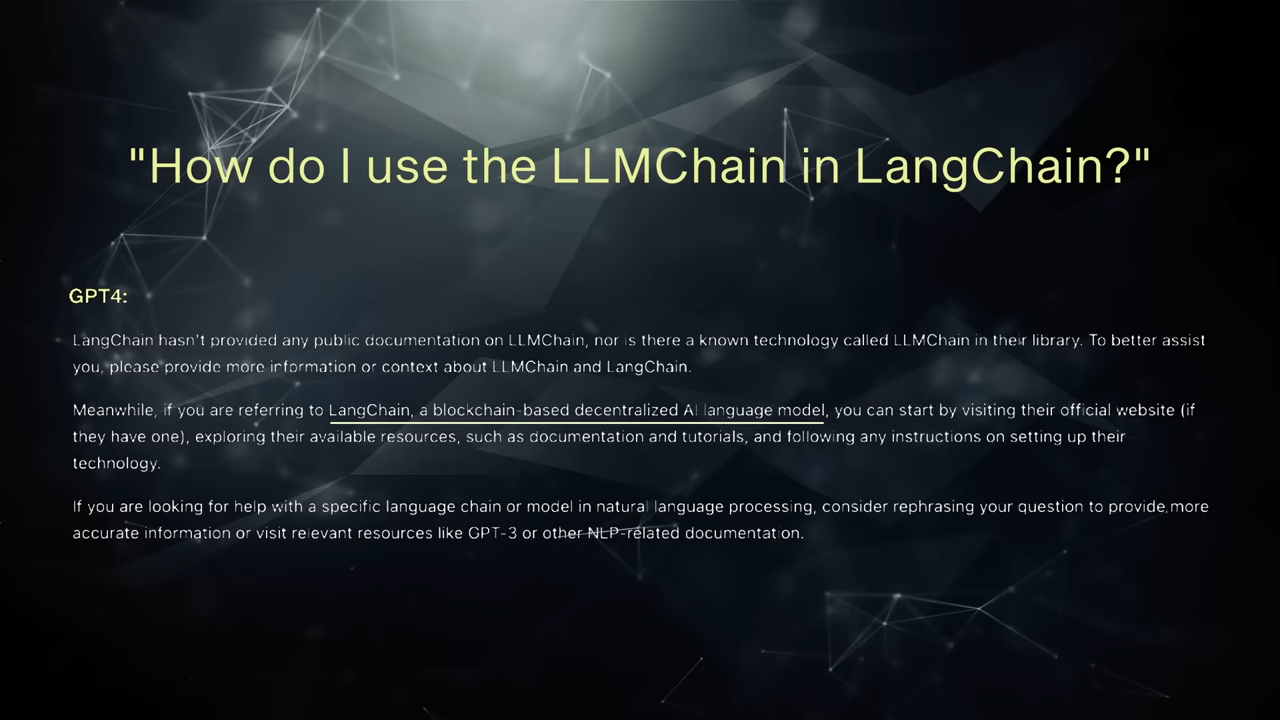 "How do I use the LLMChain in LangChain?"
GPT4:
LangChain hasn't provided any public documentation on LLMChain, nor is there a known technology called LLMChain in their library. To better assist
you, please provide more information or context about LLMChain and LangChain.
Meanwhile, if you are referring to LangChain, a blockchain-based decentralized AI language model, you can start by visiting their official website (if
they have one), exploring their available resources, such as documentation and tutorials, and following any instructions on setting up their
technology.
If you are looking for help with a specific language chain or model in natural language processing, consider rephrasing your question to provide more
accurate information or visit relevant resources like GPT-3 or other NLP-related documentation.